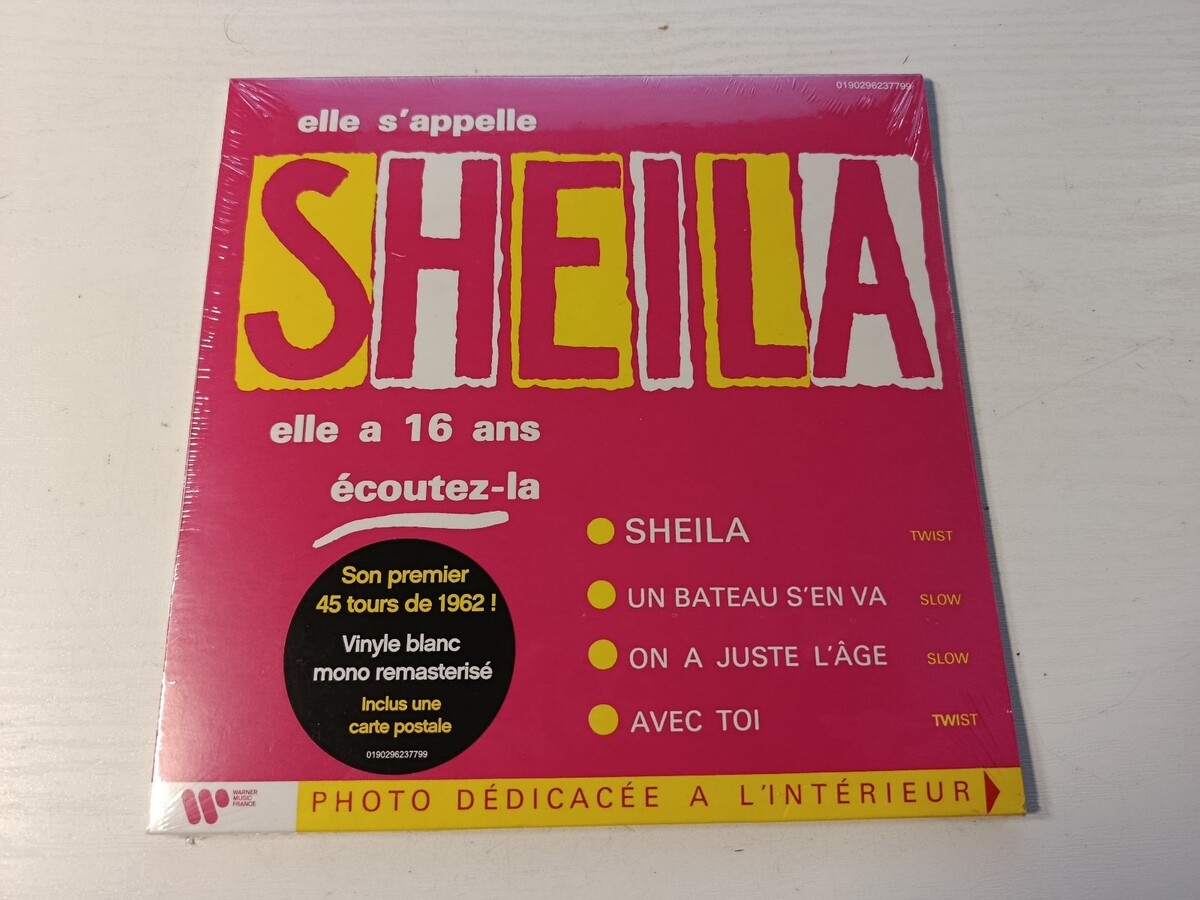 0190296237799
elle s'appelle
SHEILA
elle a 16 ans
écoutez-la
SHEILA TWIST
UN BATEAU S'EN VA SLOW
ON A JUSTE L'ÂGE SLOW
AVEC TOI TWIST
Son premier
45 tours de 1962 !
Vinyle blanc
mono remasterisé
Inclus une
carte postale
0190296237799
WARNER
MUSIC
FRANCE
PHOTO DÉDICACÉE A L'INTÉRIEUR